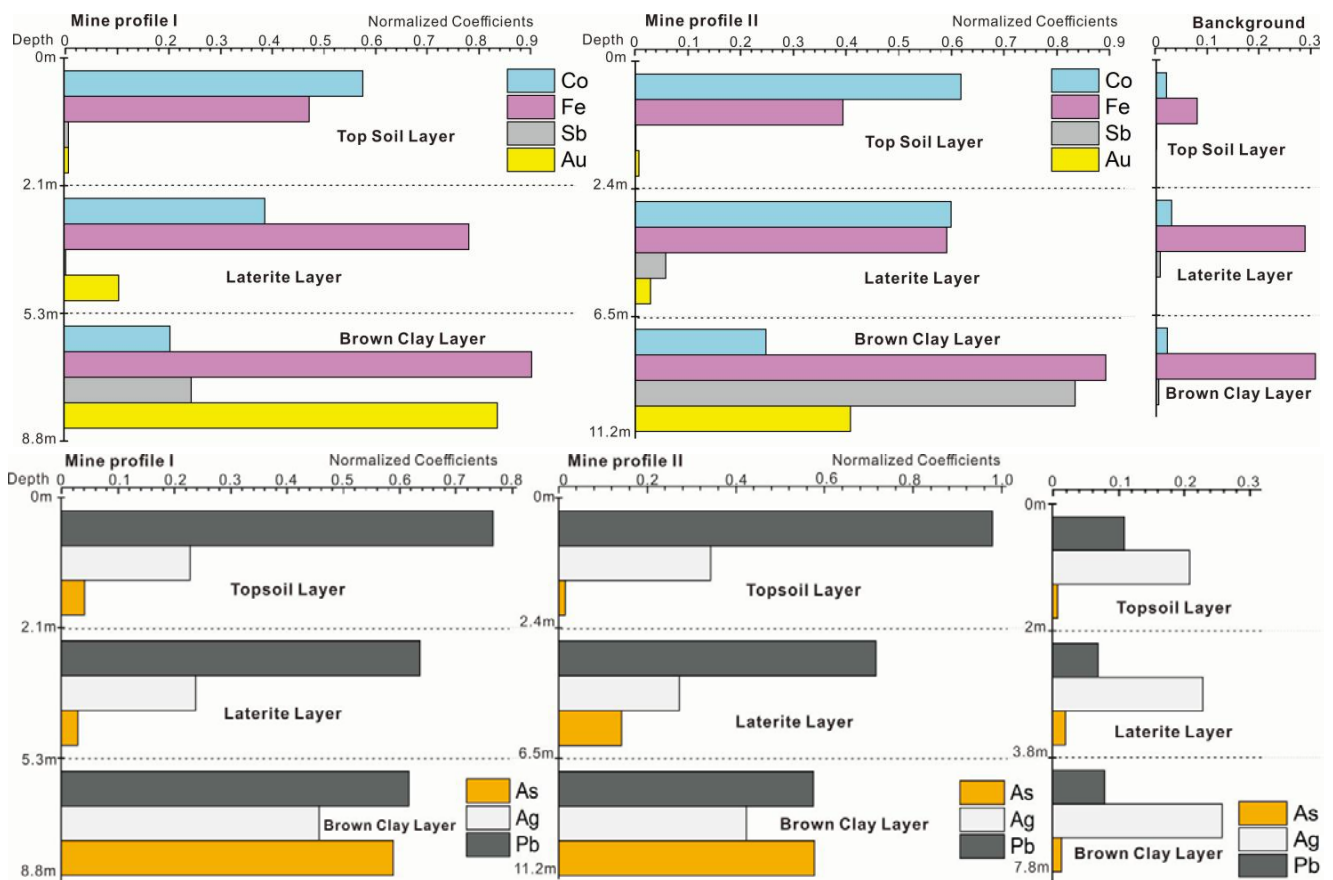 Mine profile I Normalized Coefficients
Depth 0 0.2 0.3 0.5 0.6 0.8 0.9
0m
Co
Fe
Sb
Au
Top Soil Layer
2.1m
Laterite Layer
5.3m
Brown Clay Layer
8.8m
Mine profile II Normalized Coefficients
Depth 0 0.1 0.2 0.3 0.4 0.5 0.6 0.7 0.8 0.9
0m
Co
Fe
Sb
Au
Top Soil Layer
2.4m
Laterite Layer
6.5m
Brown Clay Layer
11.2m
Banckground
0 0.1 0.2 0.3
Top Soil Layer
Laterite Layer
Brown Clay Layer
Mine profile I Normalized Coefficients
Depth 0 0.1 0.2 0.3 0.4 0.5 0.6 0.7 0.8
0m
Topsoil Layer
2.1m
Laterite Layer
5.3m
As
Ag
Pb
Brown Clay Layer
8.8m
Mine profile II Normalized Coefficients
0 0.2 0.4 0.6 0.8 1.0
0m
Topsoil Layer
2.4m
Laterite Layer
6.5m
As
Ag
Pb
Brown Clay Layer
11.2m
0 0.1 0.2 0.3
0m
Topsoil Layer
2m
Laterite Layer
3.8m
As
Ag
Pb
Brown Clay Layer
7.8m